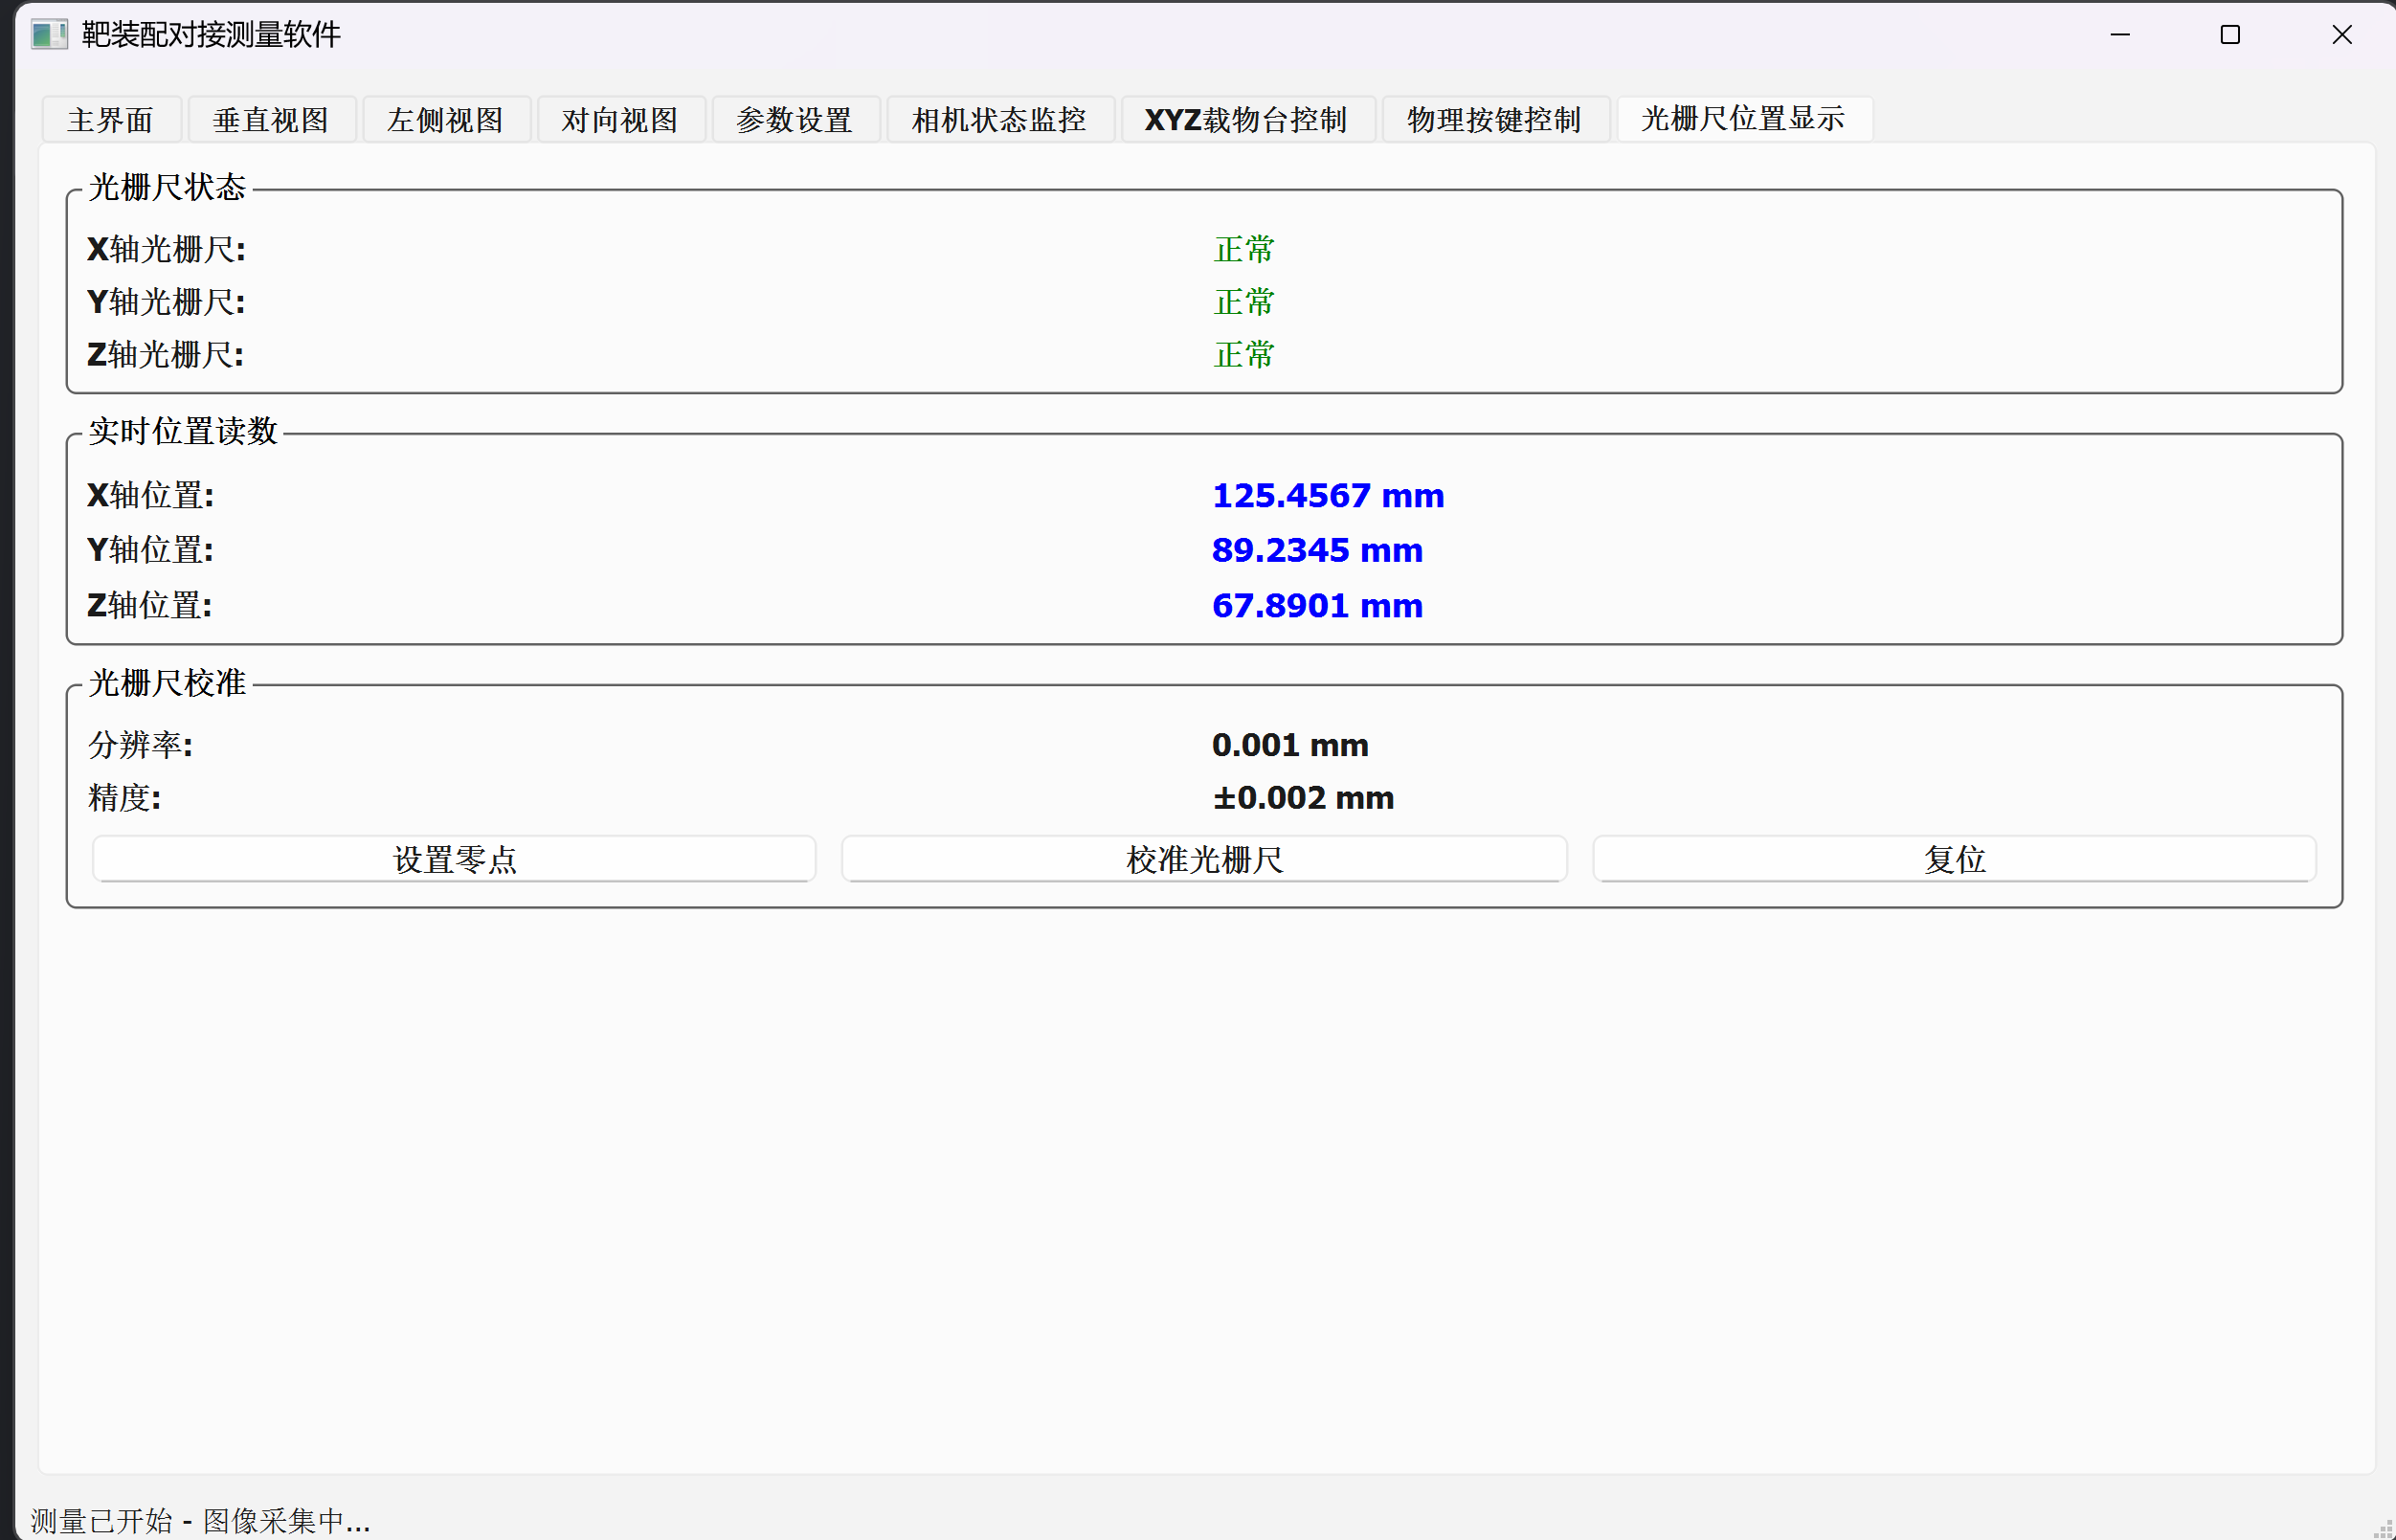 靶装配对接测量软件
主界面 垂直视图 左侧视图 对向视图 参数设置 相机状态监控 XYZ载物台控制 物理按键控制 光栅尺位置显示
光栅尺状态
X轴光栅尺: 正常
Y轴光栅尺: 正常
Z轴光栅尺: 正常
实时位置读数
X轴位置: 125.4567 mm
Y轴位置: 89.2345 mm
Z轴位置: 67.8901 mm
光栅尺校准
分辨率: 0.001 mm
精度: ±0.002 mm
设置零点 校准光栅尺 复位
测量已开始 - 图像采集中...